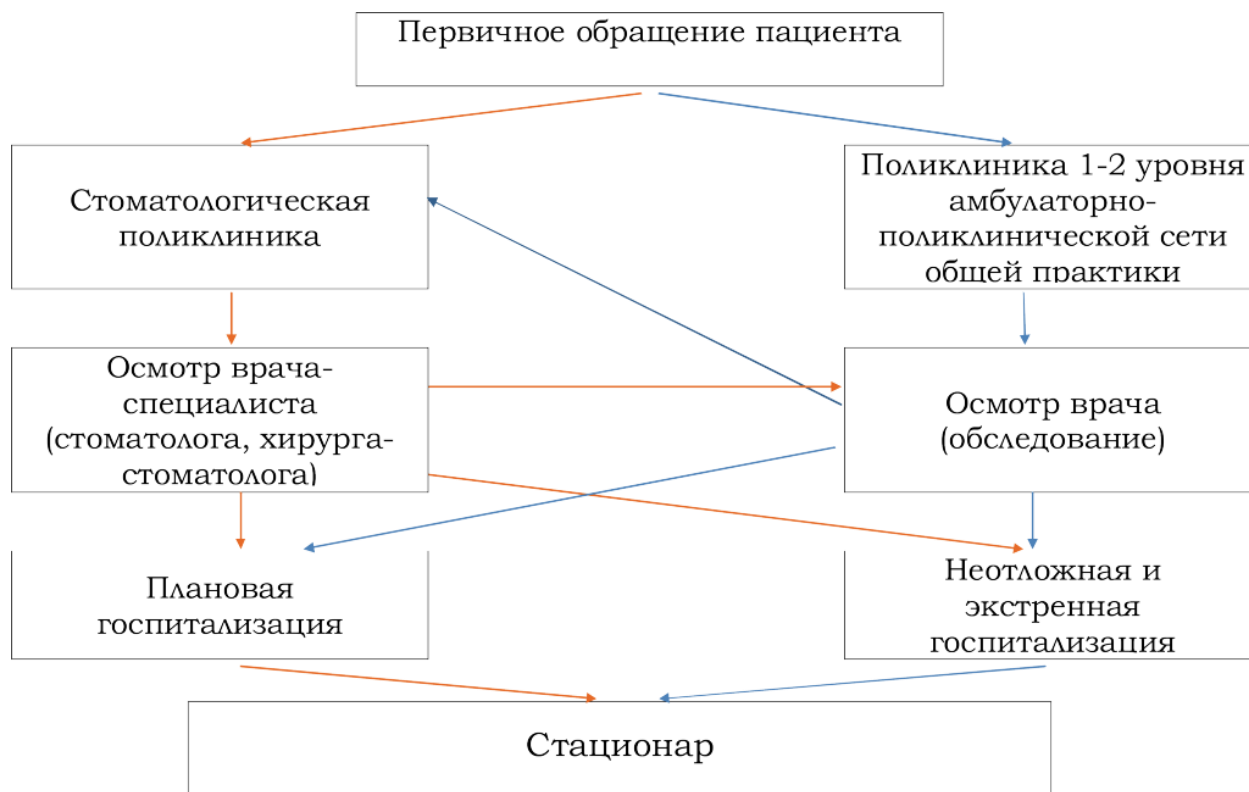 Первичное обращение пациента
Стоматологическая
поликлиника
Поликлиника 1-2 уровня
амбулаторно-
поликлинической сети
общей практики
Осмотр врача-
специалиста
(стоматолога, хирурга-
стоматолога)
Осмотр врача
(обследование)
Плановая
госпитализация
Неотложная и
экстренная
госпитализация
Стационар